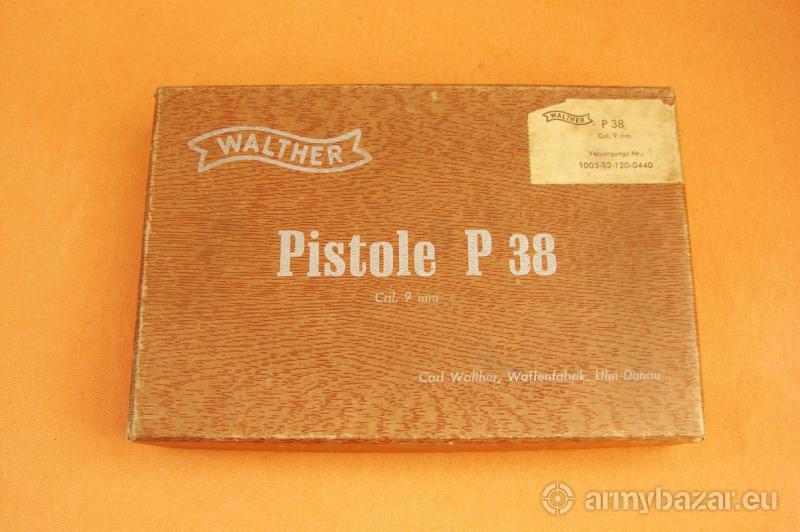 WALTHER
Pistole P 38
Cal. 9 mm
Carl Walther, Waffenfabrik, Ulm-Donau
WALTHER P 38
Cal. 9 mm
Versorgungs Nr.:
1005-12-120-0440
armybazar.eu